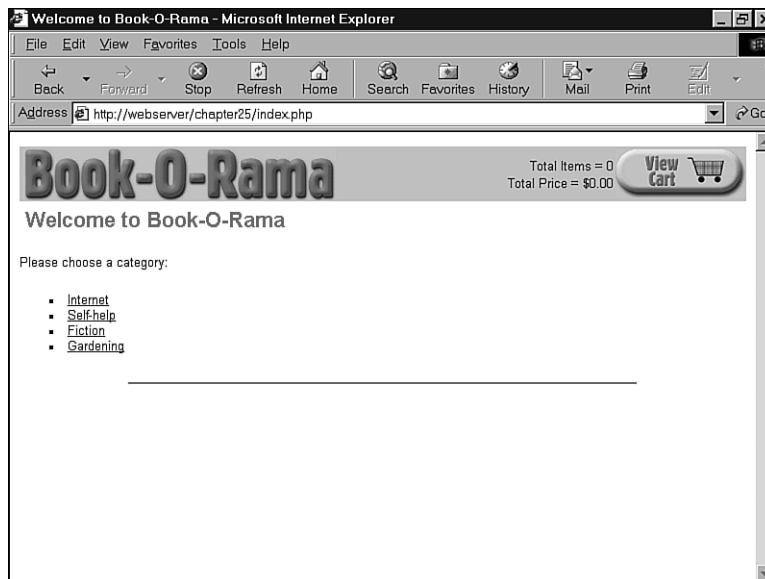 Welcome to Book-O-Rama - Microsoft Internet Explorer
File Edit View Favorites Tools Help
Back Forward Stop Refresh Home Search Favorites History Mail Print Edit
Address http://webserver/chapter25/index.php Go
Book-O-Rama
Total Items = 0
Total Price = $0.00
View
Cart
Welcome to Book-O-Rama
Please choose a category:
Internet
Self-help
Fiction
Gardening